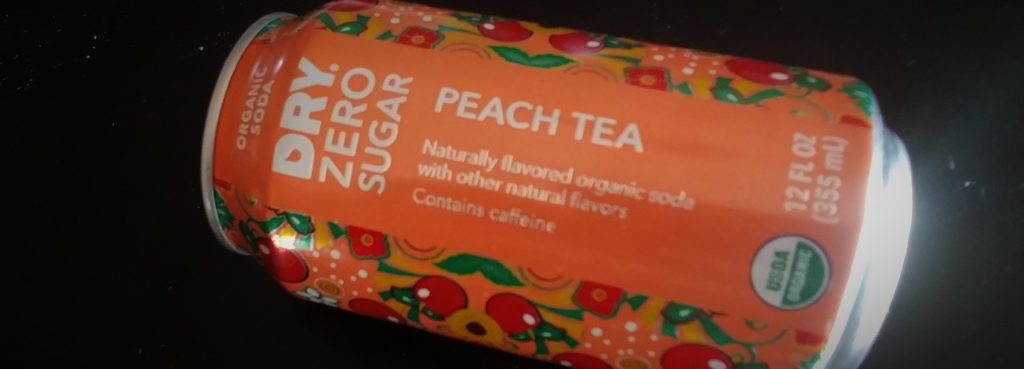 ORGANIC
SODA
DRY.
ZERO
SUGAR
PEACH TEA
Naturally flavored organic soda
with other natural flavors
Contains caffeine
12 FL OZ
(355 mL)
USDA
ORGANIC